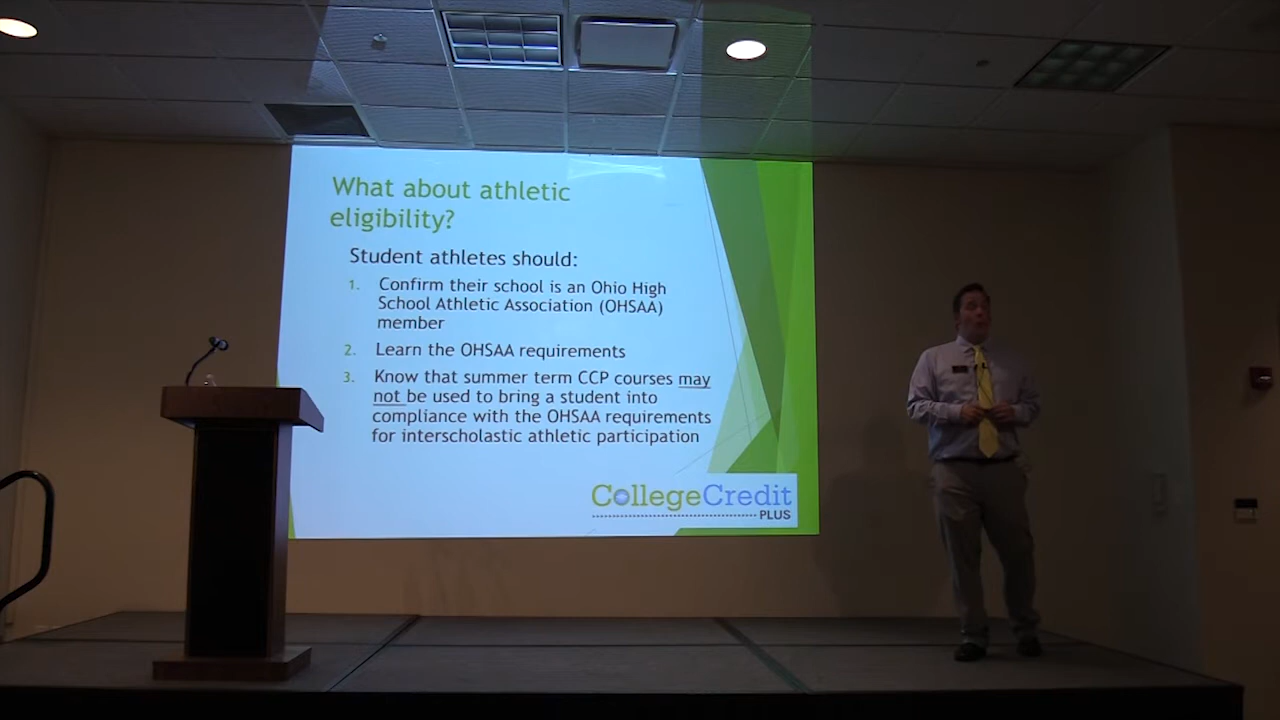 What about athletic
eligibility?
Student athletes should:
1. Confirm their school is an Ohio High
School Athletic Association (OHSAA)
member
2. Learn the OHSAA requirements
3. Know that summer term CCP courses may
not be used to bring a student into
compliance with the OHSAA requirements
for interscholastic athletic participation
CollegeCredit
PLUS